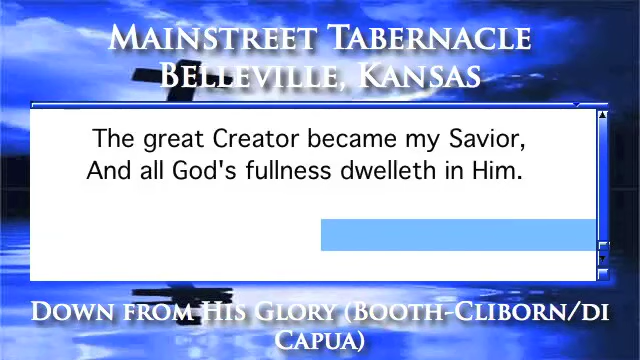 Mainstreet Tabernacle
Belleville, Kansas
The great Creator became my Savior,
And all God's fullness dwelleth in Him.
Down from His Glory (Booth-Cliborn/di
Capua)